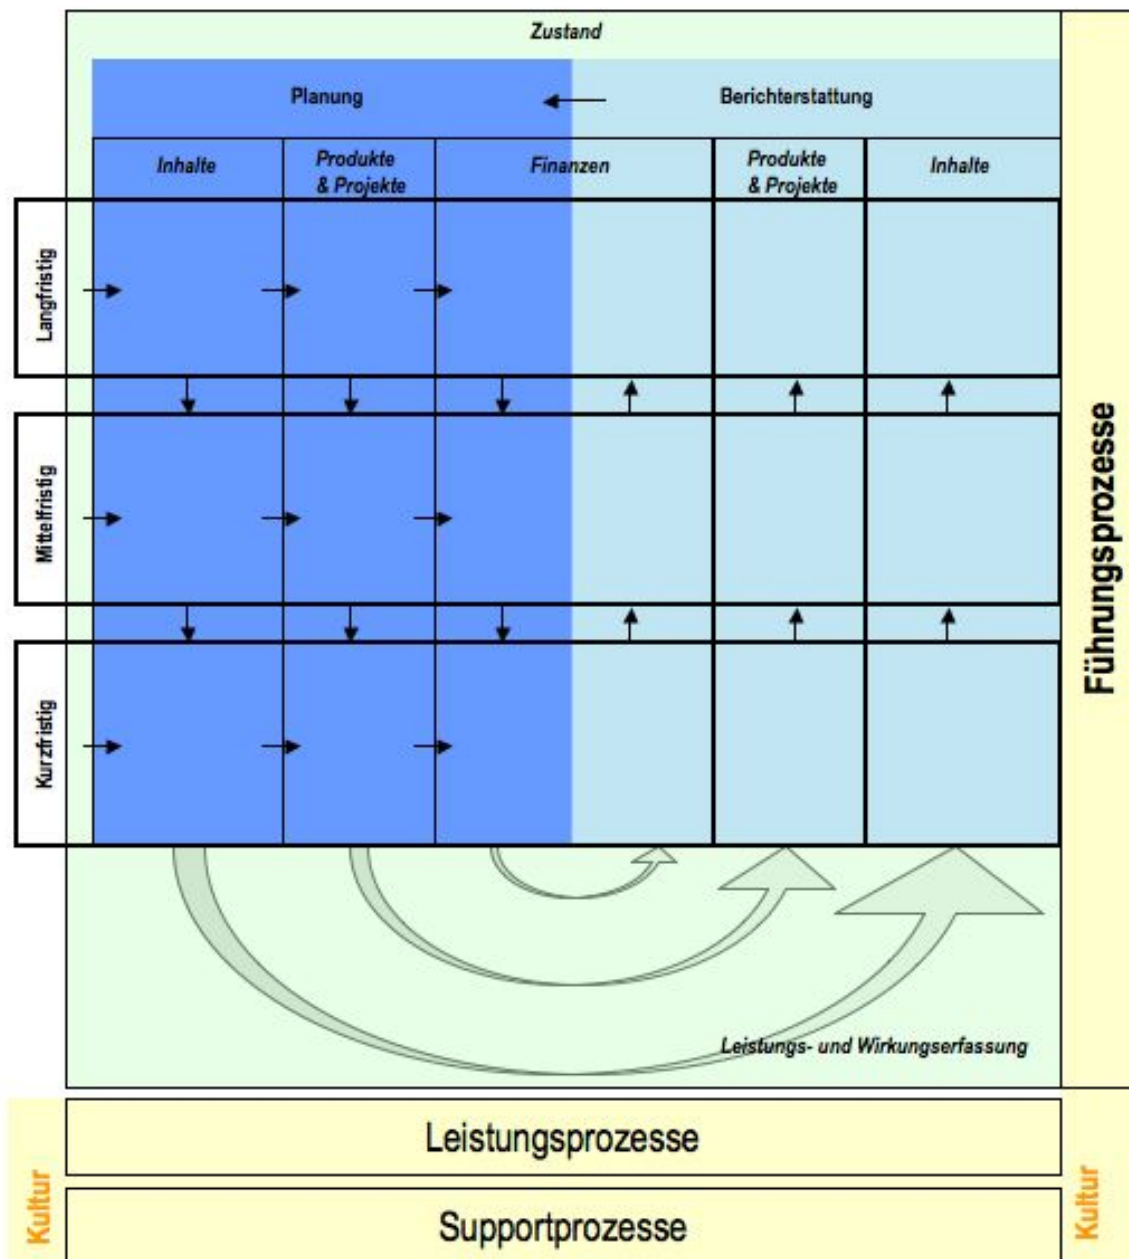 Zustand
Planung
Berichterstattung
Inhalte
Produkte
& Projekte
Finanzen
Produkte
& Projekte
Inhalte
Langfristig
Mittelfristig
Kurzfristig
Führungsprozesse
Leistungs- und Wirkungserfassung
Leistungsprozesse
Kultur
Kultur
Supportprozesse